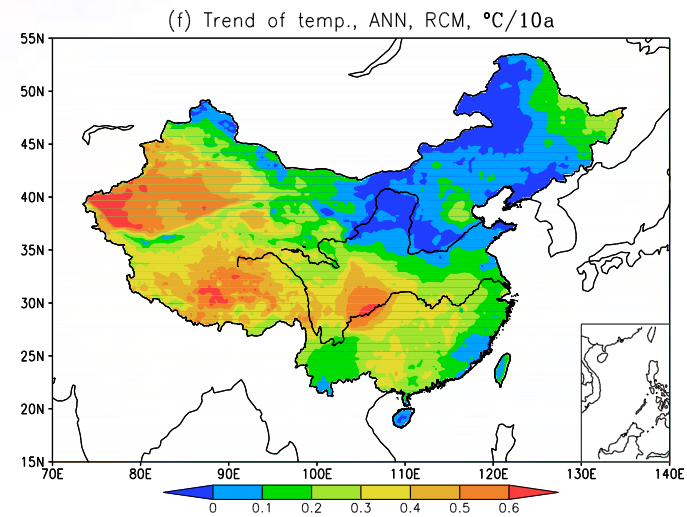 (f) Trend of temp., ANN, RCM, °C/10a
55N
50N
45N
40N
35N
30N
25N
20N
15N
70E 80E 90E 100E 110E 120E 130E 140E
0 0.1 0.2 0.3 0.4 0.5 0.6